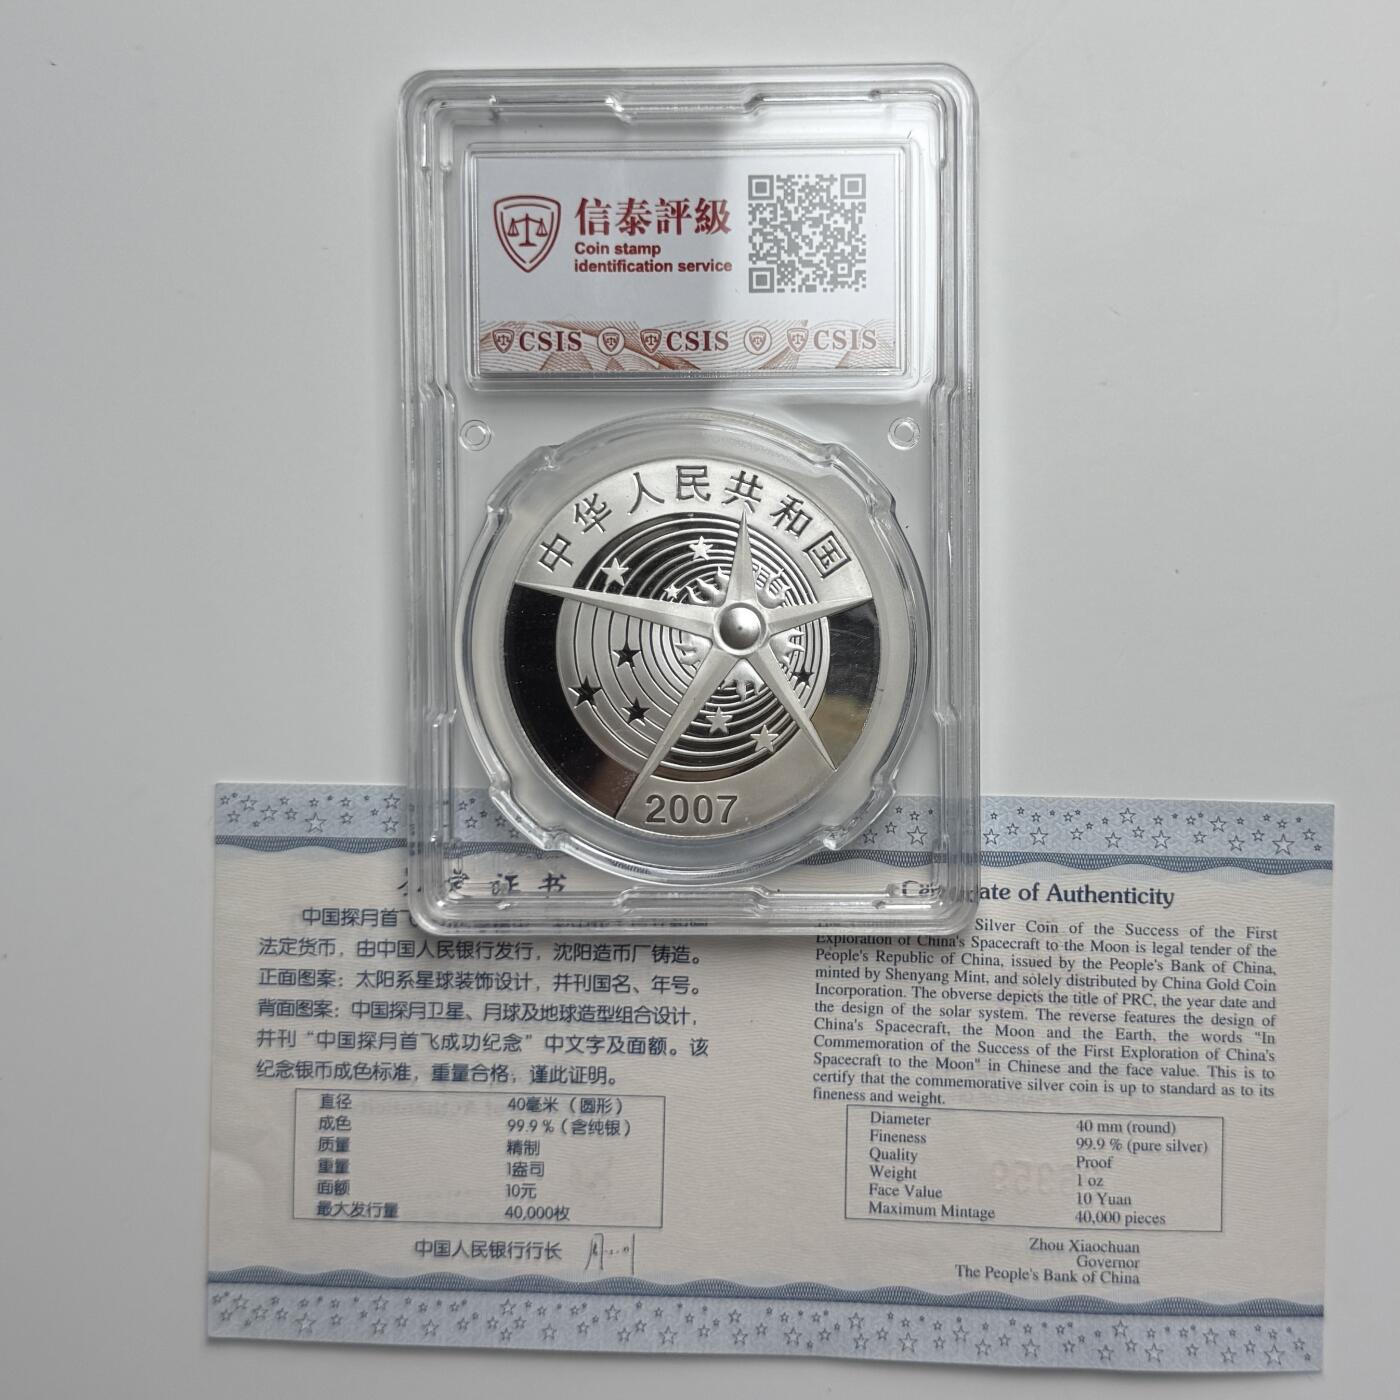 信泰評級
Coin stamp
identification service
CSIS CSIS CSIS
中华人民共和国
2007
证书
中国探月首飞
法定货币，由中国人民银行发行，沈阳造币厂铸造。
正面图案：太阳系星球装饰设计，并刊国名、年号。
背面图案：中国探月卫星、月球及地球造型组合设计，
并刊“中国探月首飞成功纪念”中文字及面额。该
纪念银币成色标准，重量合格，谨此证明。
直径 40毫米（圆形）
成色 99.9％（含纯银）
质量 精制
重量 1盎司
面额 10元
最大发行量 40,000枚
中国人民银行行长
of Authenticity
Silver Coin of the Success of the First
Exploration of China's Spacecraft to the Moon is legal tender of the
People's Republic of China, issued by the People's Bank of China,
minted by Shenyang Mint, and solely distributed by China Gold Coin
Incorporation. The obverse depicts the title of PRC, the year date and
the design of the solar system. The reverse features the design of
China's Spacecraft, the Moon and the Earth, the words "In
Commemoration of the Success of the First Exploration of China's
Spacecraft to the Moon" in Chinese and the face value. This is to
certify that the commemorative silver coin is up to standard as to its
fineness and weight.
Diameter 40 mm (round)
Fineness 99.9 % (pure silver)
Quality Proof
Weight 1 oz
Face Value 10 Yuan
Maximum Mintage 40,000 pieces
Zhou Xiaochuan
Governor
The People's Bank of China